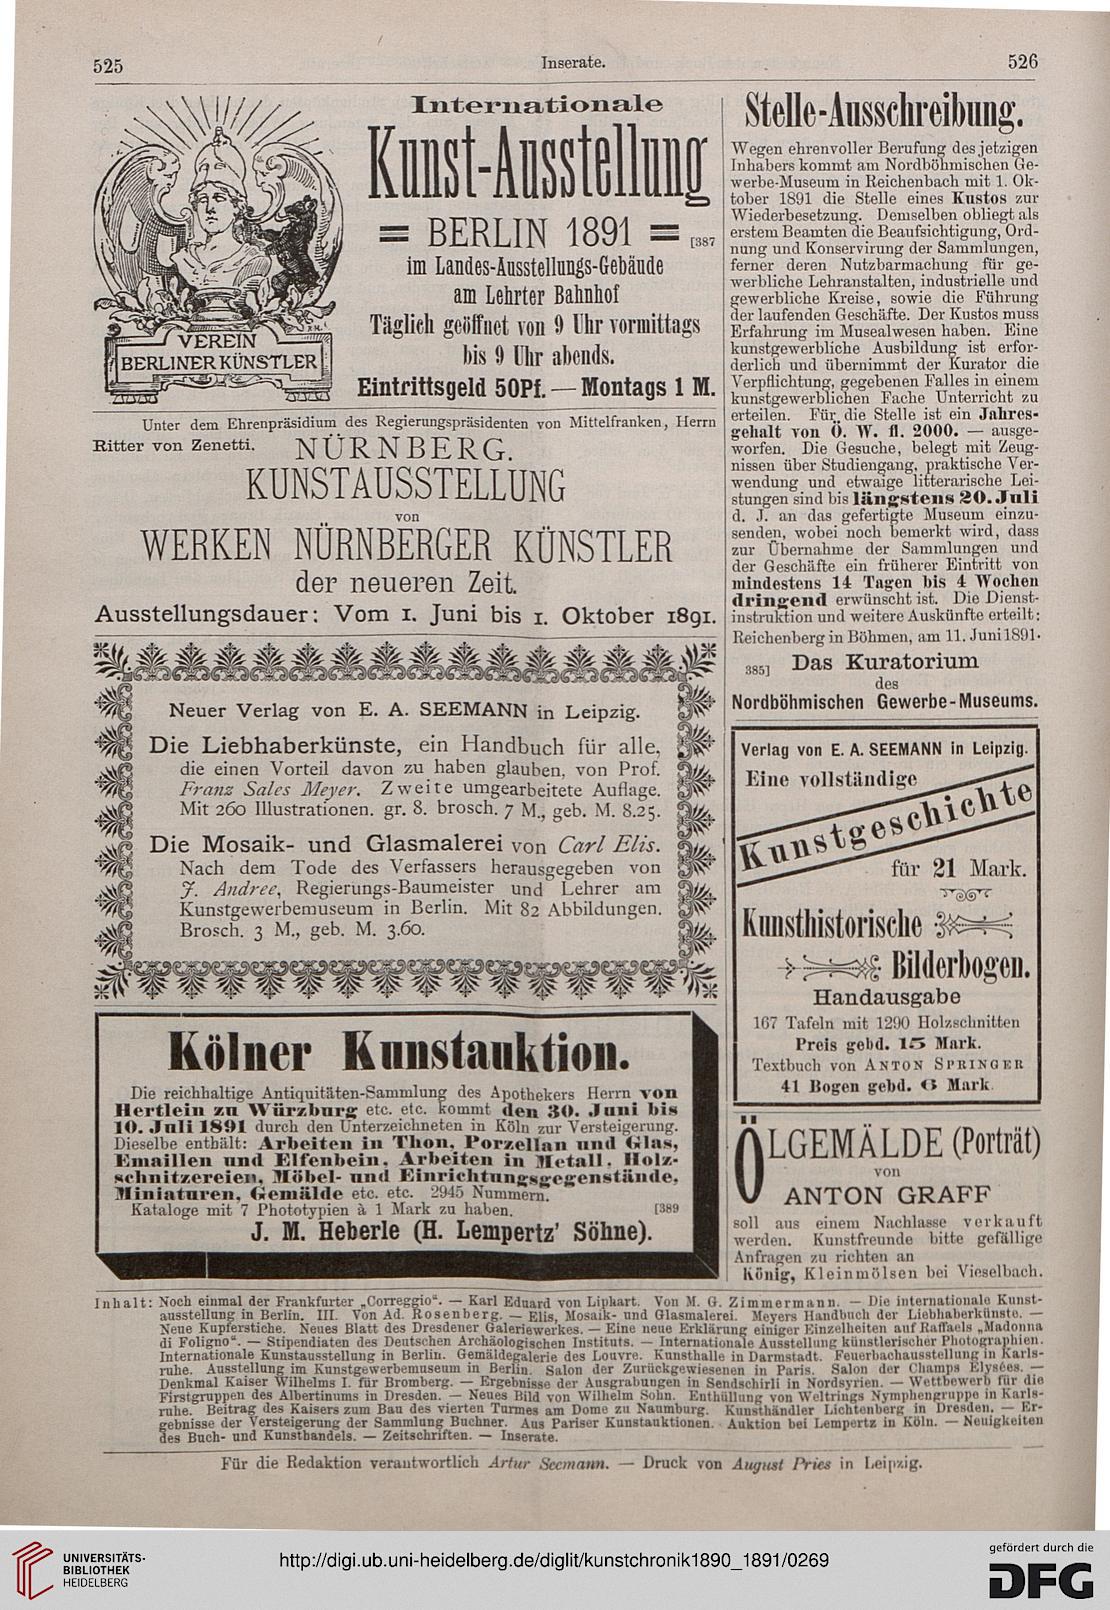 525
Inserate.
526
VEREIN
BERLINER KÜNSTLER
Internationale
Kunst-Ausstellung
BERLIN 1891
[387
im Landes-Ausstellungs-Gebäude
am Lehrter Bahnhof
Täglich geöffnet von 9 Uhr vormittags
bis 9 Uhr abends.
Eintrittsgeld 50Pf. — Montags 1 M.
Unter dem Ehrenpräsidium des Regierungspräsidenten von Mittelfranken, Herrn
Ritter von Zenetti.
NÜRNBERG.
KUNSTAUSSTELLUNG
von
WERKEN NÜRNBERGER KÜNSTLER
der neueren Zeit.
Ausstellungsdauer: Vom 1. Juni bis 1. Oktober 1891.
Neuer Verlag von E. A. SEEMANN in Leipzig.
Die Liebhaberkünste, ein Handbuch für alle,
die einen Vorteil davon zu haben glauben, von Prof.
Franz Sales Meyer. Zweite umgearbeitete Auflage.
Mit 260 Illustrationen. gr. 8. brosch. 7 M., geb. M. 8.25.
Die Mosaik- und Glasmalerei von Carl Elis.
Nach dem Tode des Verfassers herausgegeben von
J. Andree, Regierungs-Baumeister und Lehrer am
Kunstgewerbemuseum in Berlin. Mit 82 Abbildungen.
Brosch. 3 M., geb. M. 3.60.
Kölner Kunstauktion.
Die reichhaltige Antiquitäten-Sammlung des Apothekers Herrn von
Hertlein zu Würzburg etc. etc. kommt den 30. Juni bis
10. Juli 1891 durch den Unterzeichneten in Köln zur Versteigerung.
Dieselbe enthält: Arbeiten in Thon, Porzellan und Glas,
Emaillen und Elfenbein, Arbeiten in Metall, Holz-
schnitzereien, Möbel- und Einrichtungsgegenstände,
Miniaturen, Gemälde etc. etc. 2945 Nummern.
Kataloge mit 7 Phototypien à 1 Mark zu haben.
[389
J. M. Heberle (H. Lempertz' Söhne).
Stelle-Ausschreibung.
Wegen ehrenvoller Berufung des jetzigen
Inhabers kommt am Nordböhmischen Ge-
werbe-Museum in Reichenbach mit 1. Ok-
tober 1891 die Stelle eines Kustos zur
Wiederbesetzung. Demselben obliegt als
erstem Beamten die Beaufsichtigung, Ord-
nung und Konservirung der Sammlungen,
ferner deren Nutzbarmachung für ge-
werbliche Lehranstalten, industrielle und
gewerbliche Kreise, sowie die Führung
der laufenden Geschäfte. Der Kustos muss
Erfahrung im Musealwesen haben. Eine
kunstgewerbliche Ausbildung ist erfor-
derlich und übernimmt der Kurator die
Verpflichtung, gegebenen Falles in einem
kunstgewerblichen Fache Unterricht zu
erteilen. Für die Stelle ist ein Jahres-
gehalt von Ö. W. fl. 2000. — ausge-
worfen. Die Gesuche, belegt mit Zeug-
nissen über Studiengang, praktische Ver-
wendung und etwaige litterarische Lei-
stungen sind bis längstens 20. Juli
d. J. an das gefertigte Museum einzu-
senden, wobei noch bemerkt wird, dass
zur Übernahme der Sammlungen und
der Geschäfte ein früherer Eintritt von
mindestens 14 Tagen bis 4 Wochen
dringend erwünscht ist. Die Dienst-
instruktion und weitere Auskünfte erteilt:
Reichenberg in Böhmen, am 11. Juni 1891.
385]
Das Kuratorium
des
Nordböhmischen Gewerbe-Museums.
Verlag von E. A. SEEMANN in Leipzig.
Eine vollständige
Kunstgeschichte
für 21 Mark.
Kunsthistorische
Bilderbogen.
Handausgabe
167 Tafeln mit 1290 Holzschnitten
Preis gebd. 15 Mark.
Textbuch von ANTON SPRINGER
41 Bogen gebd. 6 Mark
ÖLGEMÄLDE (Porträt)
von
ANTON GRAFF
soll aus einem Nachlasse verkauft
werden. Kunstfreunde bitte gefällige
Anfragen zu richten an
König, Kleinmölsen bei Vieselbach.
Inhalt: Noch einmal der Frankfurter „Correggio“. — Karl Eduard von Liphart. Von M. G. Zimmermann. — Die internationale Kunst-
ausstellung in Berlin. III. Von Ad. Rosenberg. — Elis, Mosaik- und Glasmalerei. Meyers Handbuch der Liebhaberkünste. —
Neue Kupferstiche. Neues Blatt des Dresdener Galeriewerkes. — Eine neue Erklärung einiger Einzelheiten auf Raffaels „Madonna
di Foligno“. — Stipendiaten des Deutschen Archäologischen Instituts. — Internationale Ausstellung künstlerischer Photographien.
Internationale Kunstausstellung in Berlin. Gemäldegalerie des Louvre. Kunsthalle in Darmstadt. Feuerbachausstellung in Karls-
ruhe. Ausstellung im Kunstgewerbemuseum in Berlin. Salon der Zurückgewiesenen in Paris. Salon der Champs Elysées. —
Denkmal Kaiser Wilhelms I. für Bromberg. — Ergebnisse der Ausgrabungen in Sendschirli in Nordsyrien. — Wettbewerb für die
Firstgruppen des Albertinums in Dresden. — Neues Bild von Wilhelm Sohn. Enthüllung von Weltrings Nymphengruppe in Karls-
ruhe. Beitrag des Kaisers zum Bau des vierten Turmes am Dome zu Naumburg. Kunsthändler Lichtenberg in Dresden. — Er-
gebnisse der Versteigerung der Sammlung Buchner. Aus Pariser Kunstauktionen. Auktion bei Lempertz in Köln. — Neuigkeiten
des Buch- und Kunsthandels. — Zeitschriften. — Inserate.
Für die Redaktion verantwortlich Artur Seemann. — Druck von August Pries in Leipzig.
UNIVERSITÄTS-
BIBLIOTHEK
HEIDELBERG
http://digi.ub.uni-heidelberg.de/diglit/kunstchronik1890_1891/0269
gefördert durch die
DFG